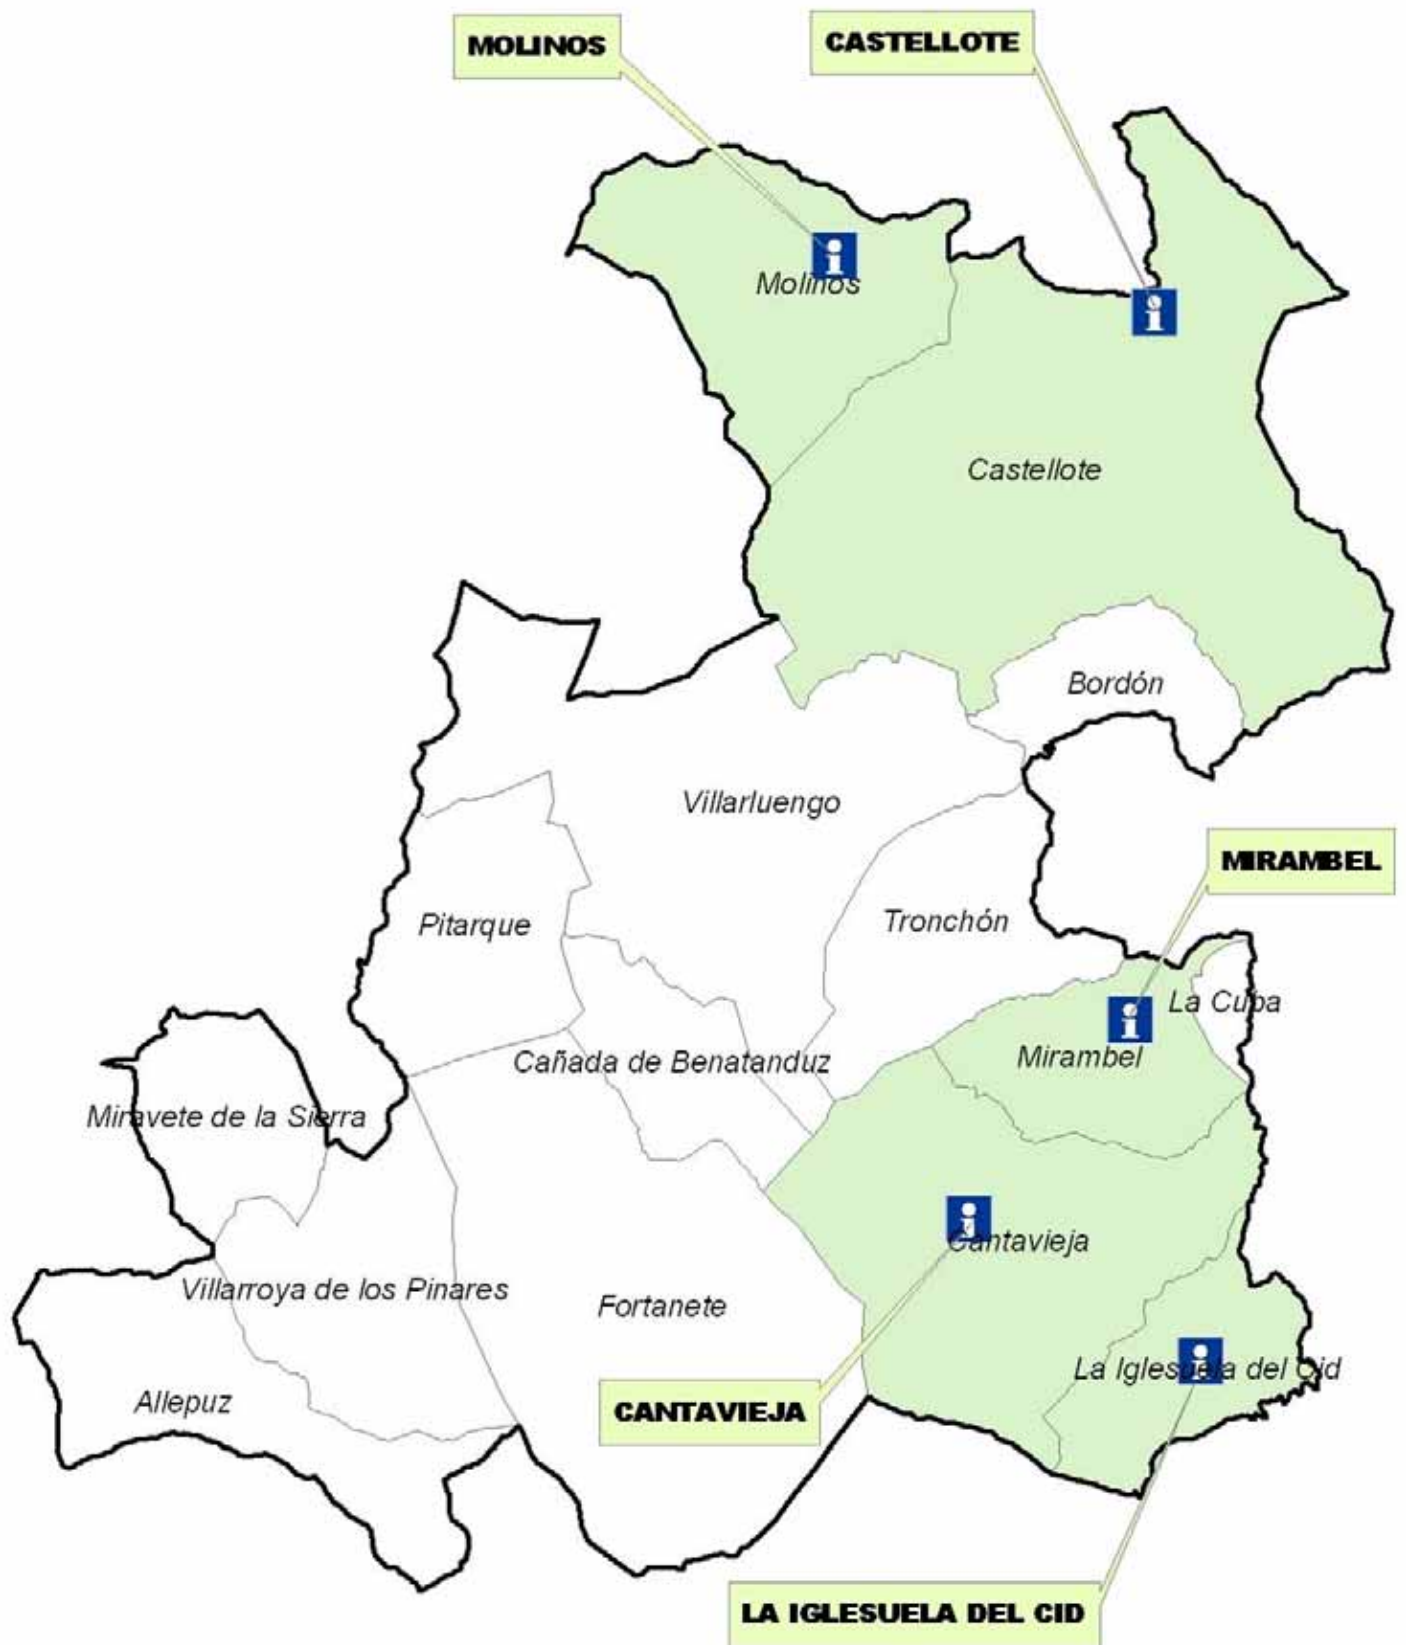 MOLINOS
CASTELLOTE
Molinos
Castellote
Bordón
Villarluengo
MIRAMBEL
Pitarque
Tronchón
La Cuba
Cañada de Benatanduz
Mirambel
Miravete de la Sierra
Cantavieja
Villarroya de los Pinares
Fortanete
La Iglesuela del Cid
Allepuz
CANTAVIEJA
LA IGLESUELA DEL CID